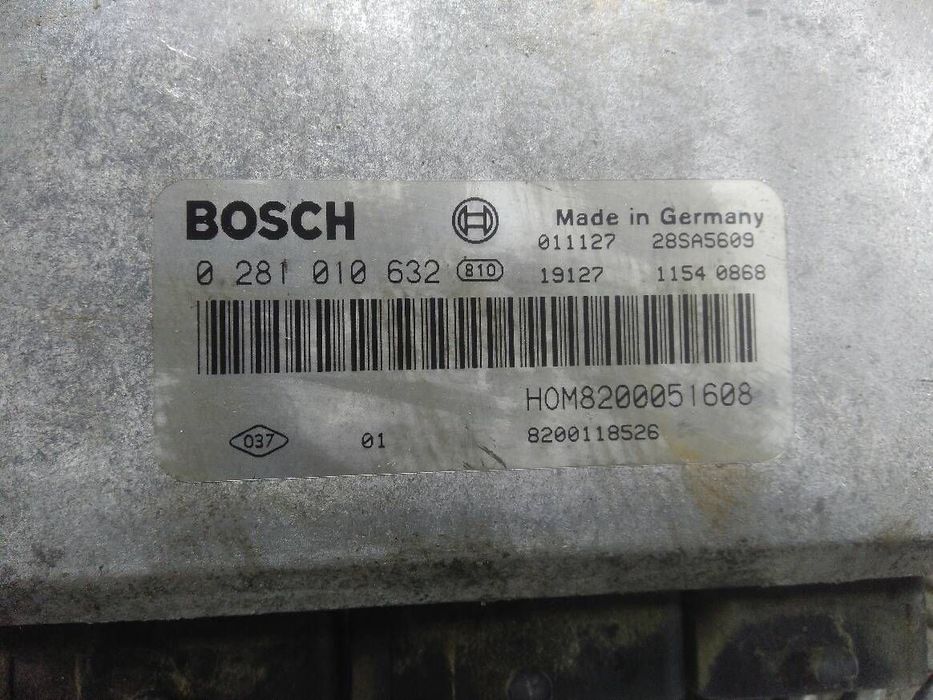 BOSCH
Made in Germany
011127 28SA5609
0 281 010 632 810
19127 1154 0868
HOM8200051608
037 01 8200118526